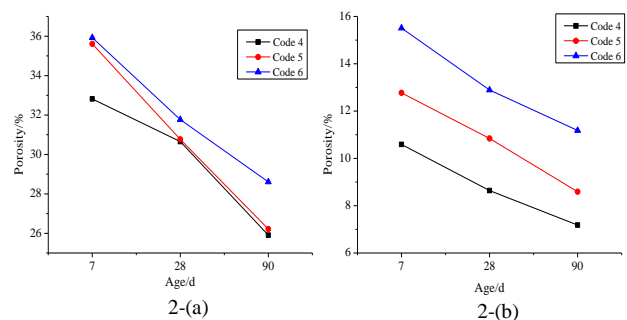 36
34
32
30
28
26
Porosity/%
Code 4
Code 5
Code 6
7
28
90
Age/d
2-(a)
16
14
12
10
8
6
Porosity/%
Code 4
Code 5
Code 6
7
28
90
Age/d
2-(b)